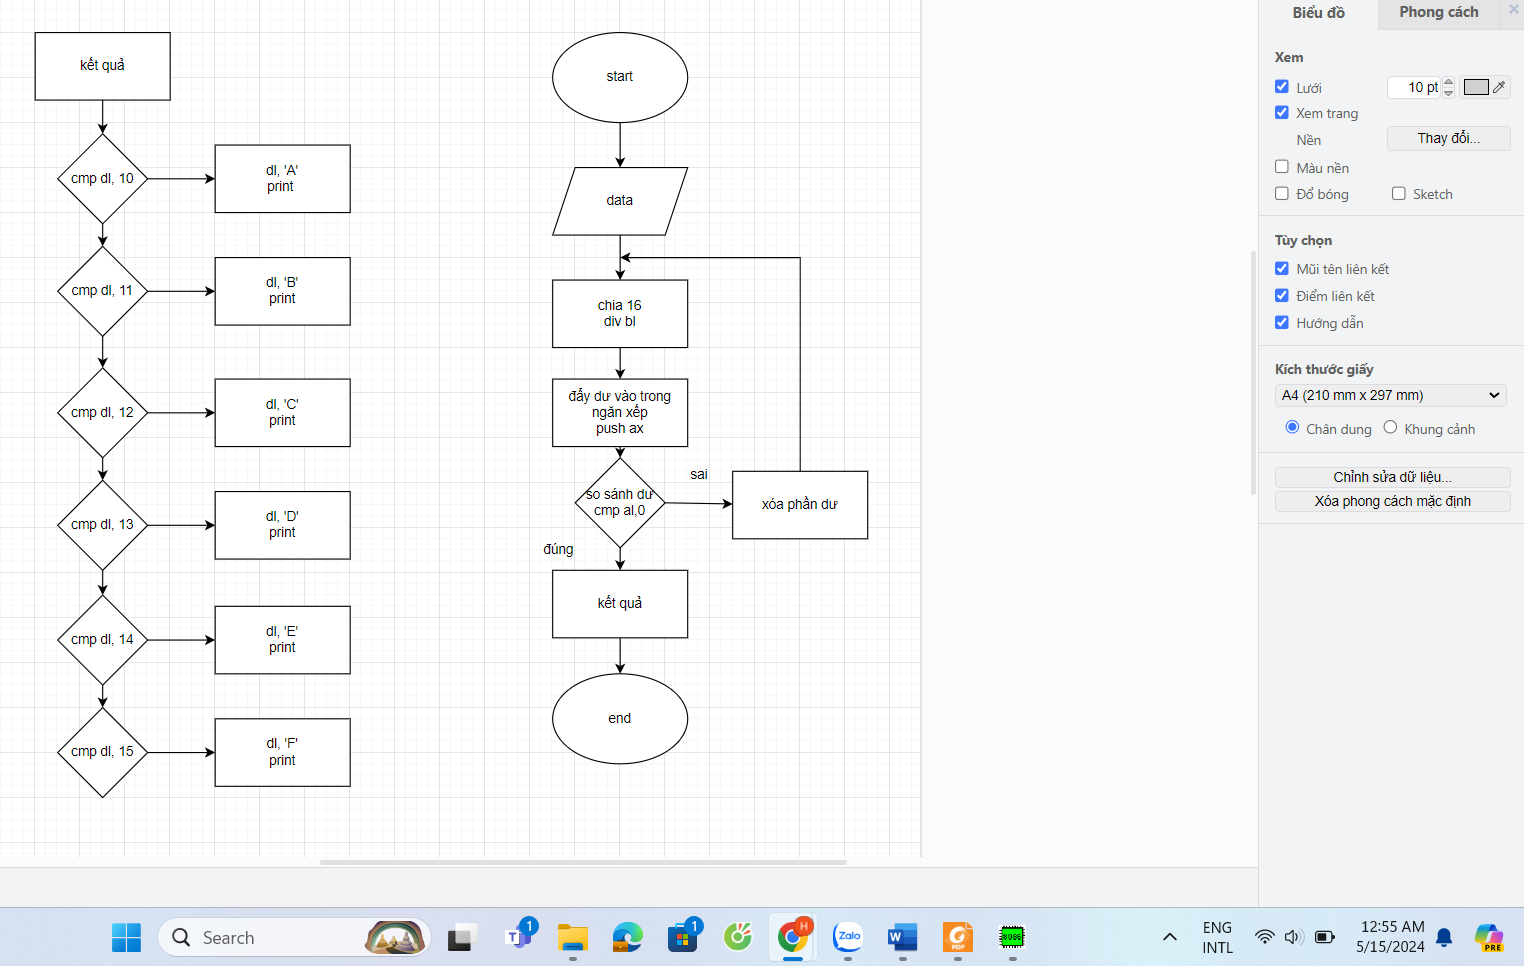 kết quả
cmp dl, 10
dl, 'A'
print
cmp dl, 11
dl, 'B'
print
cmp dl, 12
dl, 'C'
print
cmp dl, 13
dl, 'D'
print
cmp dl, 14
dl, 'E'
print
cmp dl, 15
dl, 'F'
print
start
data
chia 16
div bl
đẩy dư vào trong
ngăn xếp
push ax
so sánh dư
cmp al,0
sai
xóa phần dư
đúng
kết quả
end
Biểu đồ
Phong cách
Xem
Lưới
10 pt
Xem trang
Nền
Thay đổi...
Màu nền
Đổ bóng
Sketch
Tùy chọn
Mũi tên liên kết
Điểm liên kết
Hướng dẫn
Kích thước giấy
A4 (210 mm x 297 mm)
Chân dung
Khung cảnh
Chỉnh sửa dữ liệu...
Xóa phong cách mặc định
Search
T
1
1
H
Zalo
W
PDF
8086
ENG
INTL
12:55 AM
5/15/2024
PRE